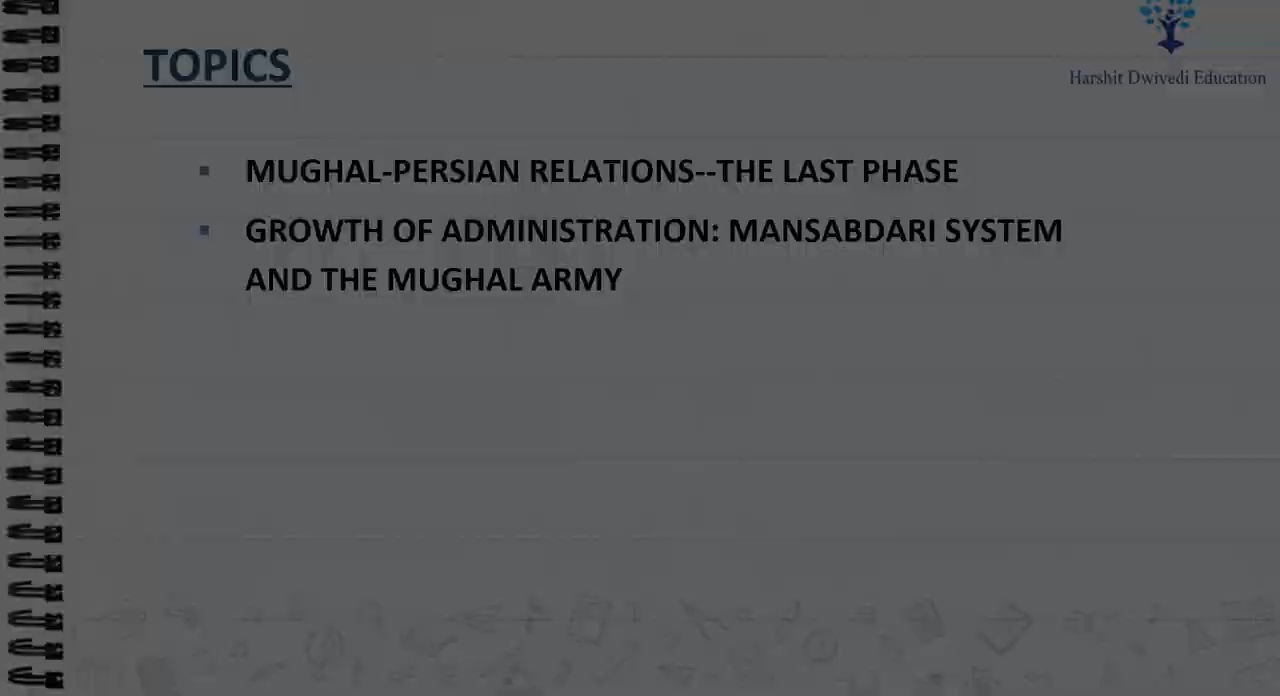 TOPICS
Harshit Dwivedi Education
▪ MUGHAL-PERSIAN RELATIONS--THE LAST PHASE
▪ GROWTH OF ADMINISTRATION: MANSABDARI SYSTEM
AND THE MUGHAL ARMY